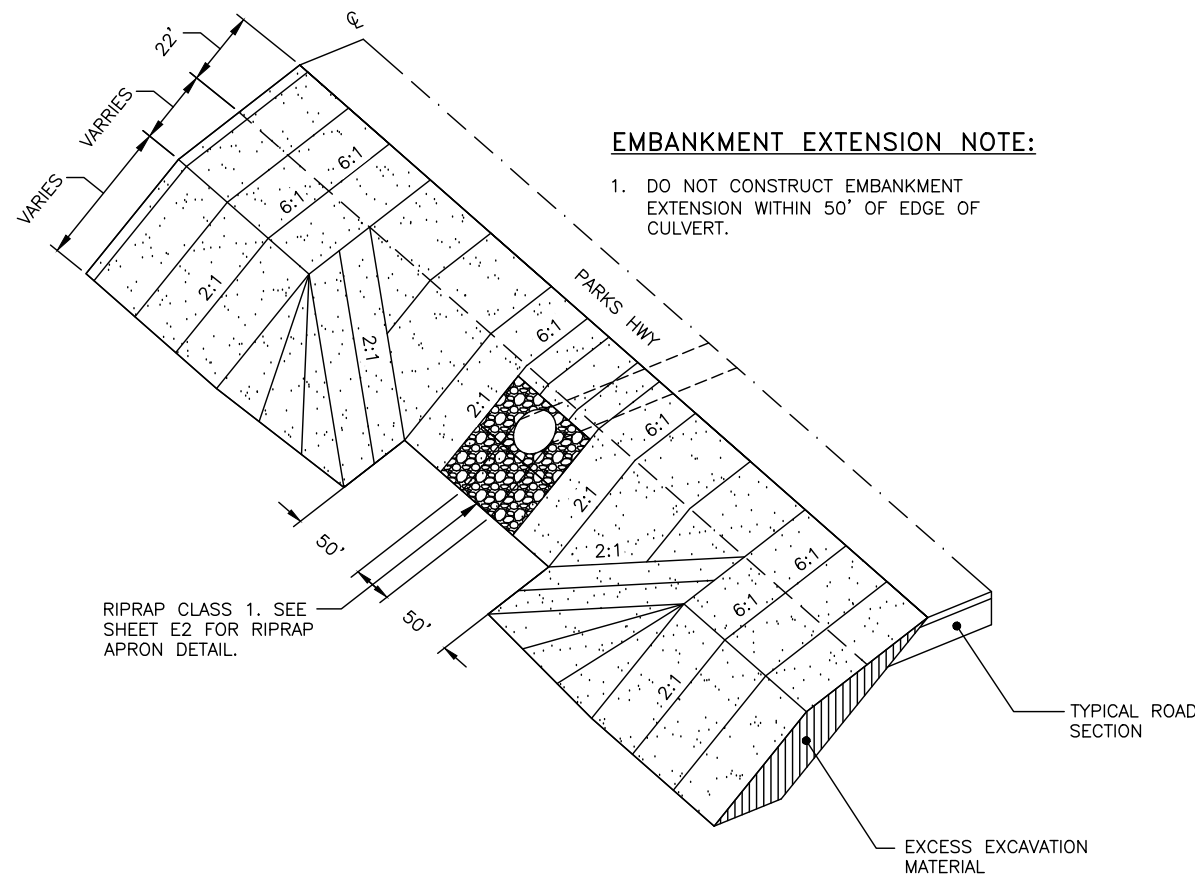 ℄
22'
VARRIES
VARIES
EMBANKMENT EXTENSION NOTE:
1. DO NOT CONSTRUCT EMBANKMENT
EXTENSION WITHIN 50' OF EDGE OF
CULVERT.
6:1
6:1
2:1
2:1
PARKS HWY
6:1
2:1
6:1
2:1
2:1
6:1
6:1
2:1
50'
50'
RIPRAP CLASS 1. SEE
SHEET E2 FOR RIPRAP
APRON DETAIL.
TYPICAL ROAD
SECTION
EXCESS EXCAVATION
MATERIAL